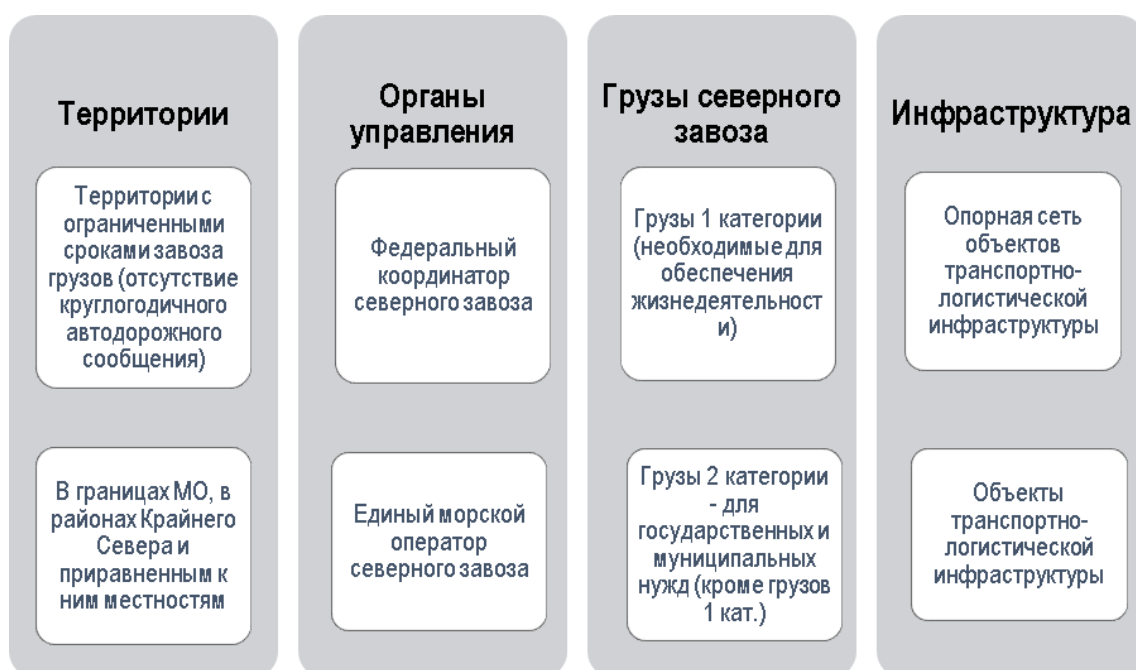 Территории
Территории с
ограниченными
сроками завоза
грузов (отсутствие
круглогодичного
автодорожного
сообщения)
В границах МО, в
районах Крайнего
Севера и
приравненным к
ним местностям
Органы
управления
Федеральный
координатор
северного завоза
Единый морской
оператор
северного завоза
Грузы северного
завоза
Грузы 1 категории
(необходимые для
обеспечения
жизнедеятельност
и)
Грузы 2 категории
- для
государственных и
муниципальных
нужд (кроме грузов
1 кат.)
Инфраструктура
Опорная сеть
объектов
транспортно-
логистической
инфраструктуры
Объекты
транспортно-
логистической
инфраструктуры